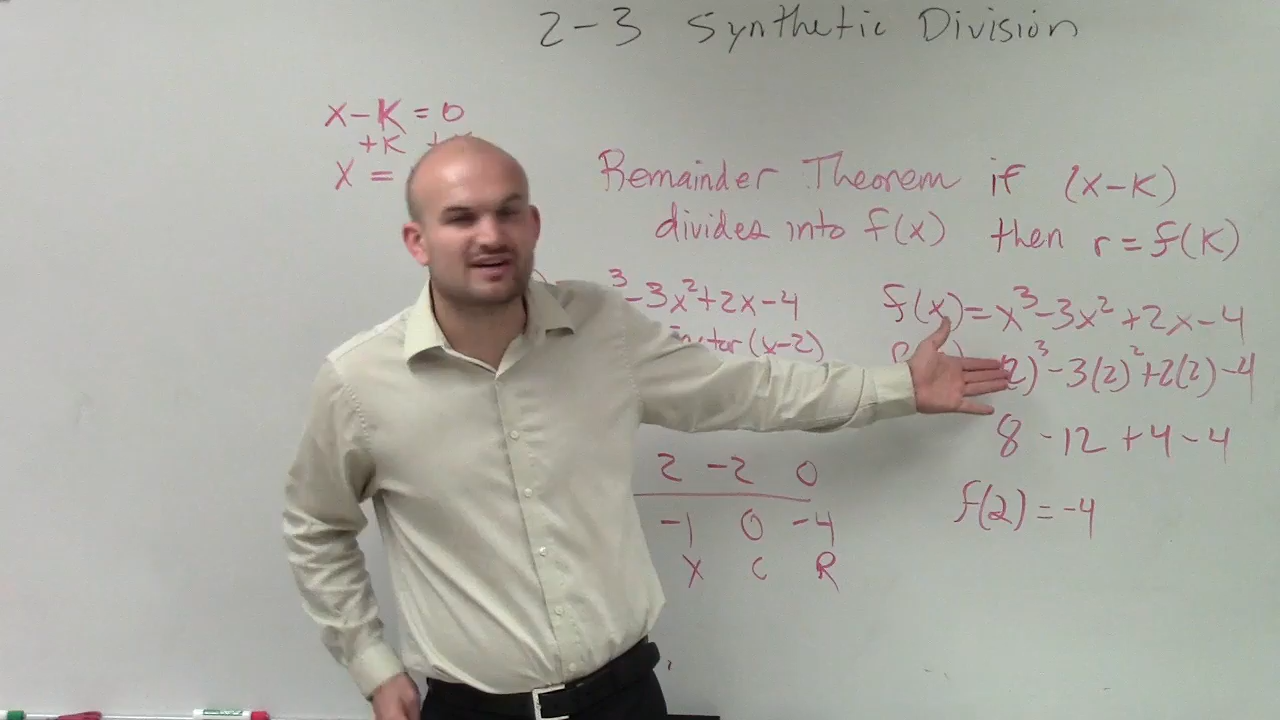 2-3 Synthetic Division
x-K=0
+K +K
x=
Remainder Theorem if (x-K)
divides into f(x) then r=f(K)
³-3x²+2x-4
(x-2)
2 -2 0
-1 0 -4
x c R
f(x)=x³-3x²+2x-4
2)³-3(2)²+2(2)-4
8-12+4-4
f(2)=-4